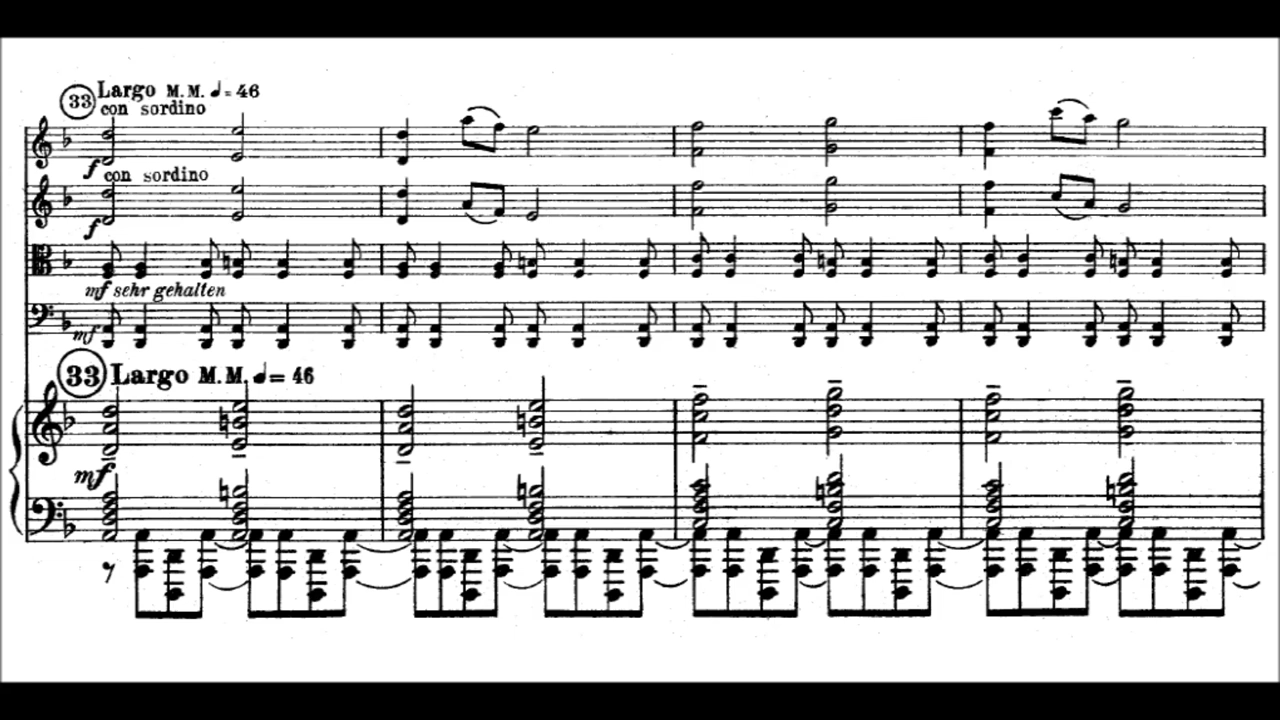 33 Largo M.M. ♩= 46
con sordino
f
con sordino
f
mf sehr gehalten
mf
33 Largo M.M. ♩= 46
mf